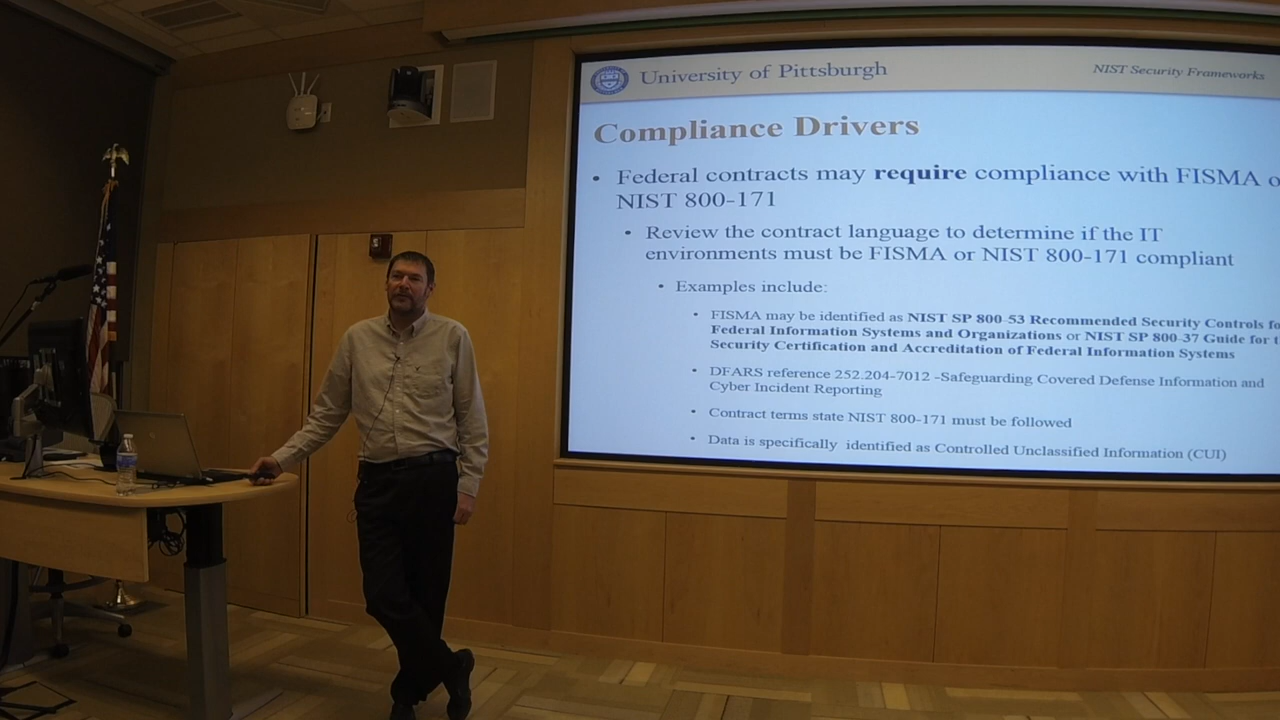 University of Pittsburgh
NIST Security Frameworks
Compliance Drivers
• Federal contracts may require compliance with FISMA o
NIST 800-171
• Review the contract language to determine if the IT
environments must be FISMA or NIST 800-171 compliant
• Examples include:
• FISMA may be identified as NIST SP 800-53 Recommended Security Controls fo
Federal Information Systems and Organizations or NIST SP 800-37 Guide for t
Security Certification and Accreditation of Federal Information Systems
• DFARS reference 252.204-7012 -Safeguarding Covered Defense Information and
Cyber Incident Reporting
• Contract terms state NIST 800-171 must be followed
• Data is specifically identified as Controlled Unclassified Information (CUI)